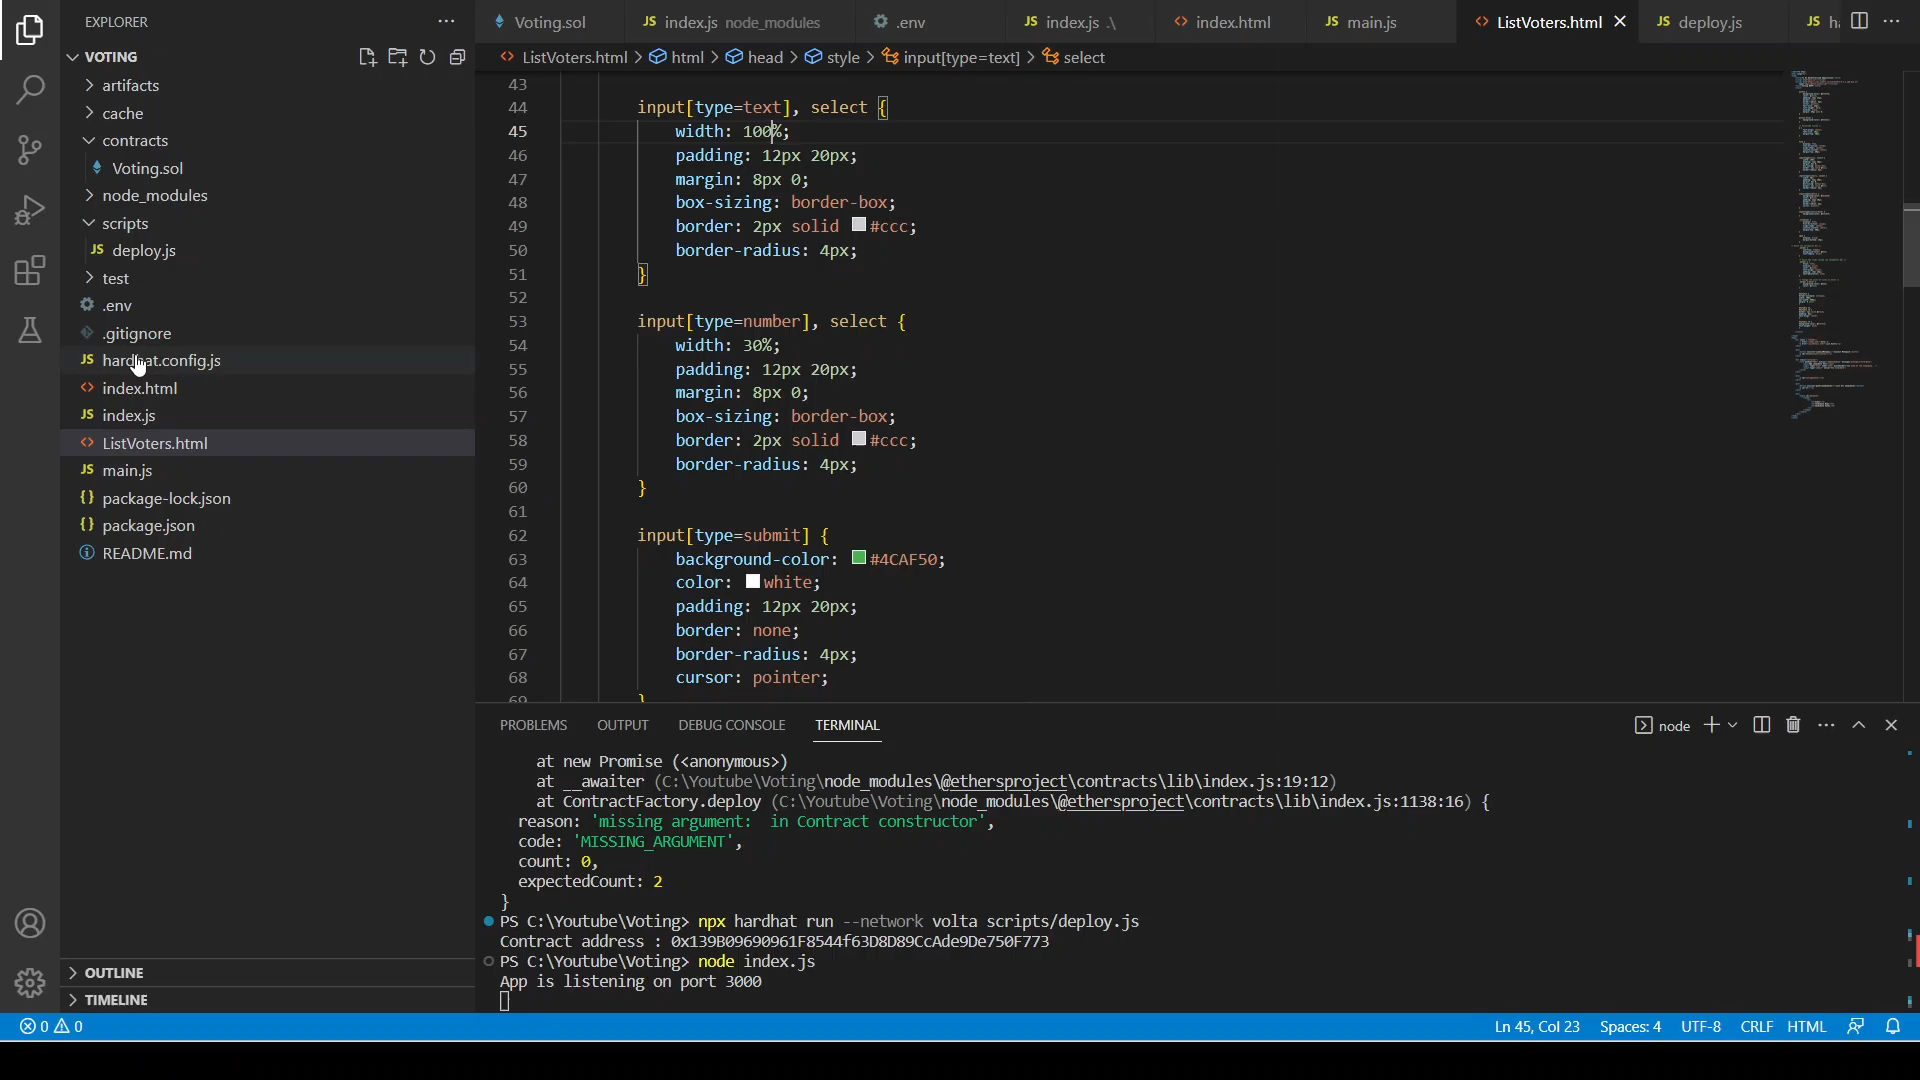 EXPLORER
VOTING
artifacts
cache
contracts
Voting.sol
node_modules
scripts
JS deploy.js
test
.env
.gitignore
JS hardhat.config.js
<> index.html
JS index.js
<> ListVoters.html
JS main.js
{} package-lock.json
{} package.json
README.md
OUTLINE
TIMELINE
Voting.sol
JS index.js node_modules
.env
JS index.js .\
<> index.html
JS main.js
<> ListVoters.html
JS deploy.js
JS
<> ListVoters.html > html > head > style > input[type=text] > select
43
44 input[type=text], select {
45 width: 100%;
46 padding: 12px 20px;
47 margin: 8px 0;
48 box-sizing: border-box;
49 border: 2px solid #ccc;
50 border-radius: 4px;
51 }
52
53 input[type=number], select {
54 width: 30%;
55 padding: 12px 20px;
56 margin: 8px 0;
57 box-sizing: border-box;
58 border: 2px solid #ccc;
59 border-radius: 4px;
60 }
61
62 input[type=submit] {
63 background-color: #4CAF50;
64 color: white;
65 padding: 12px 20px;
66 border: none;
67 border-radius: 4px;
68 cursor: pointer;
69 }
PROBLEMS OUTPUT DEBUG CONSOLE TERMINAL
node
at new Promise (<anonymous>)
at __awaiter (C:\Youtube\Voting\node_modules\@ethersproject\contracts\lib\index.js:19:12)
at ContractFactory.deploy (C:\Youtube\Voting\node_modules\@ethersproject\contracts\lib\index.js:1138:16) {
reason: 'missing argument:  in Contract constructor',
code: 'MISSING_ARGUMENT',
count: 0,
expectedCount: 2
}
PS C:\Youtube\Voting> npx hardhat run --network volta scripts/deploy.js
Contract address : 0x139B09690961F8544f63D8D89CcAde9De750F773
PS C:\Youtube\Voting> node index.js
App is listening on port 3000
0 0
Ln 45, Col 23 Spaces: 4 UTF-8 CRLF HTML